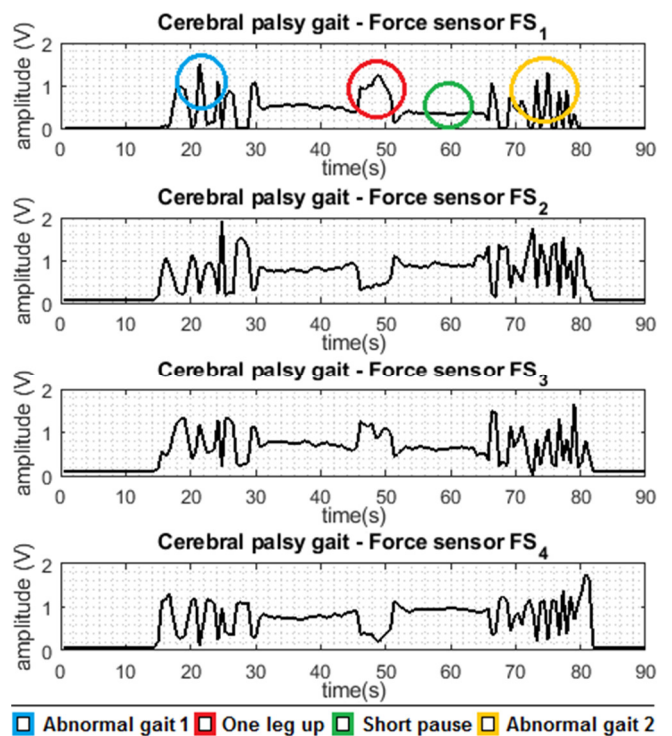 Cerebral palsy gait - Force sensor FS1
amplitude (V)
2
1
0
0 10 20 30 40 50 60 70 80 90
time(s)
Cerebral palsy gait - Force sensor FS2
amplitude (V)
2
1
0
0 10 20 30 40 50 60 70 80 90
time(s)
Cerebral palsy gait - Force sensor FS3
amplitude (V)
2
1
0
0 10 20 30 40 50 60 70 80 90
time(s)
Cerebral palsy gait - Force sensor FS4
amplitude (V)
2
1
0
0 10 20 30 40 50 60 70 80 90
time(s)
Abnormal gait 1 One leg up Short pause Abnormal gait 2